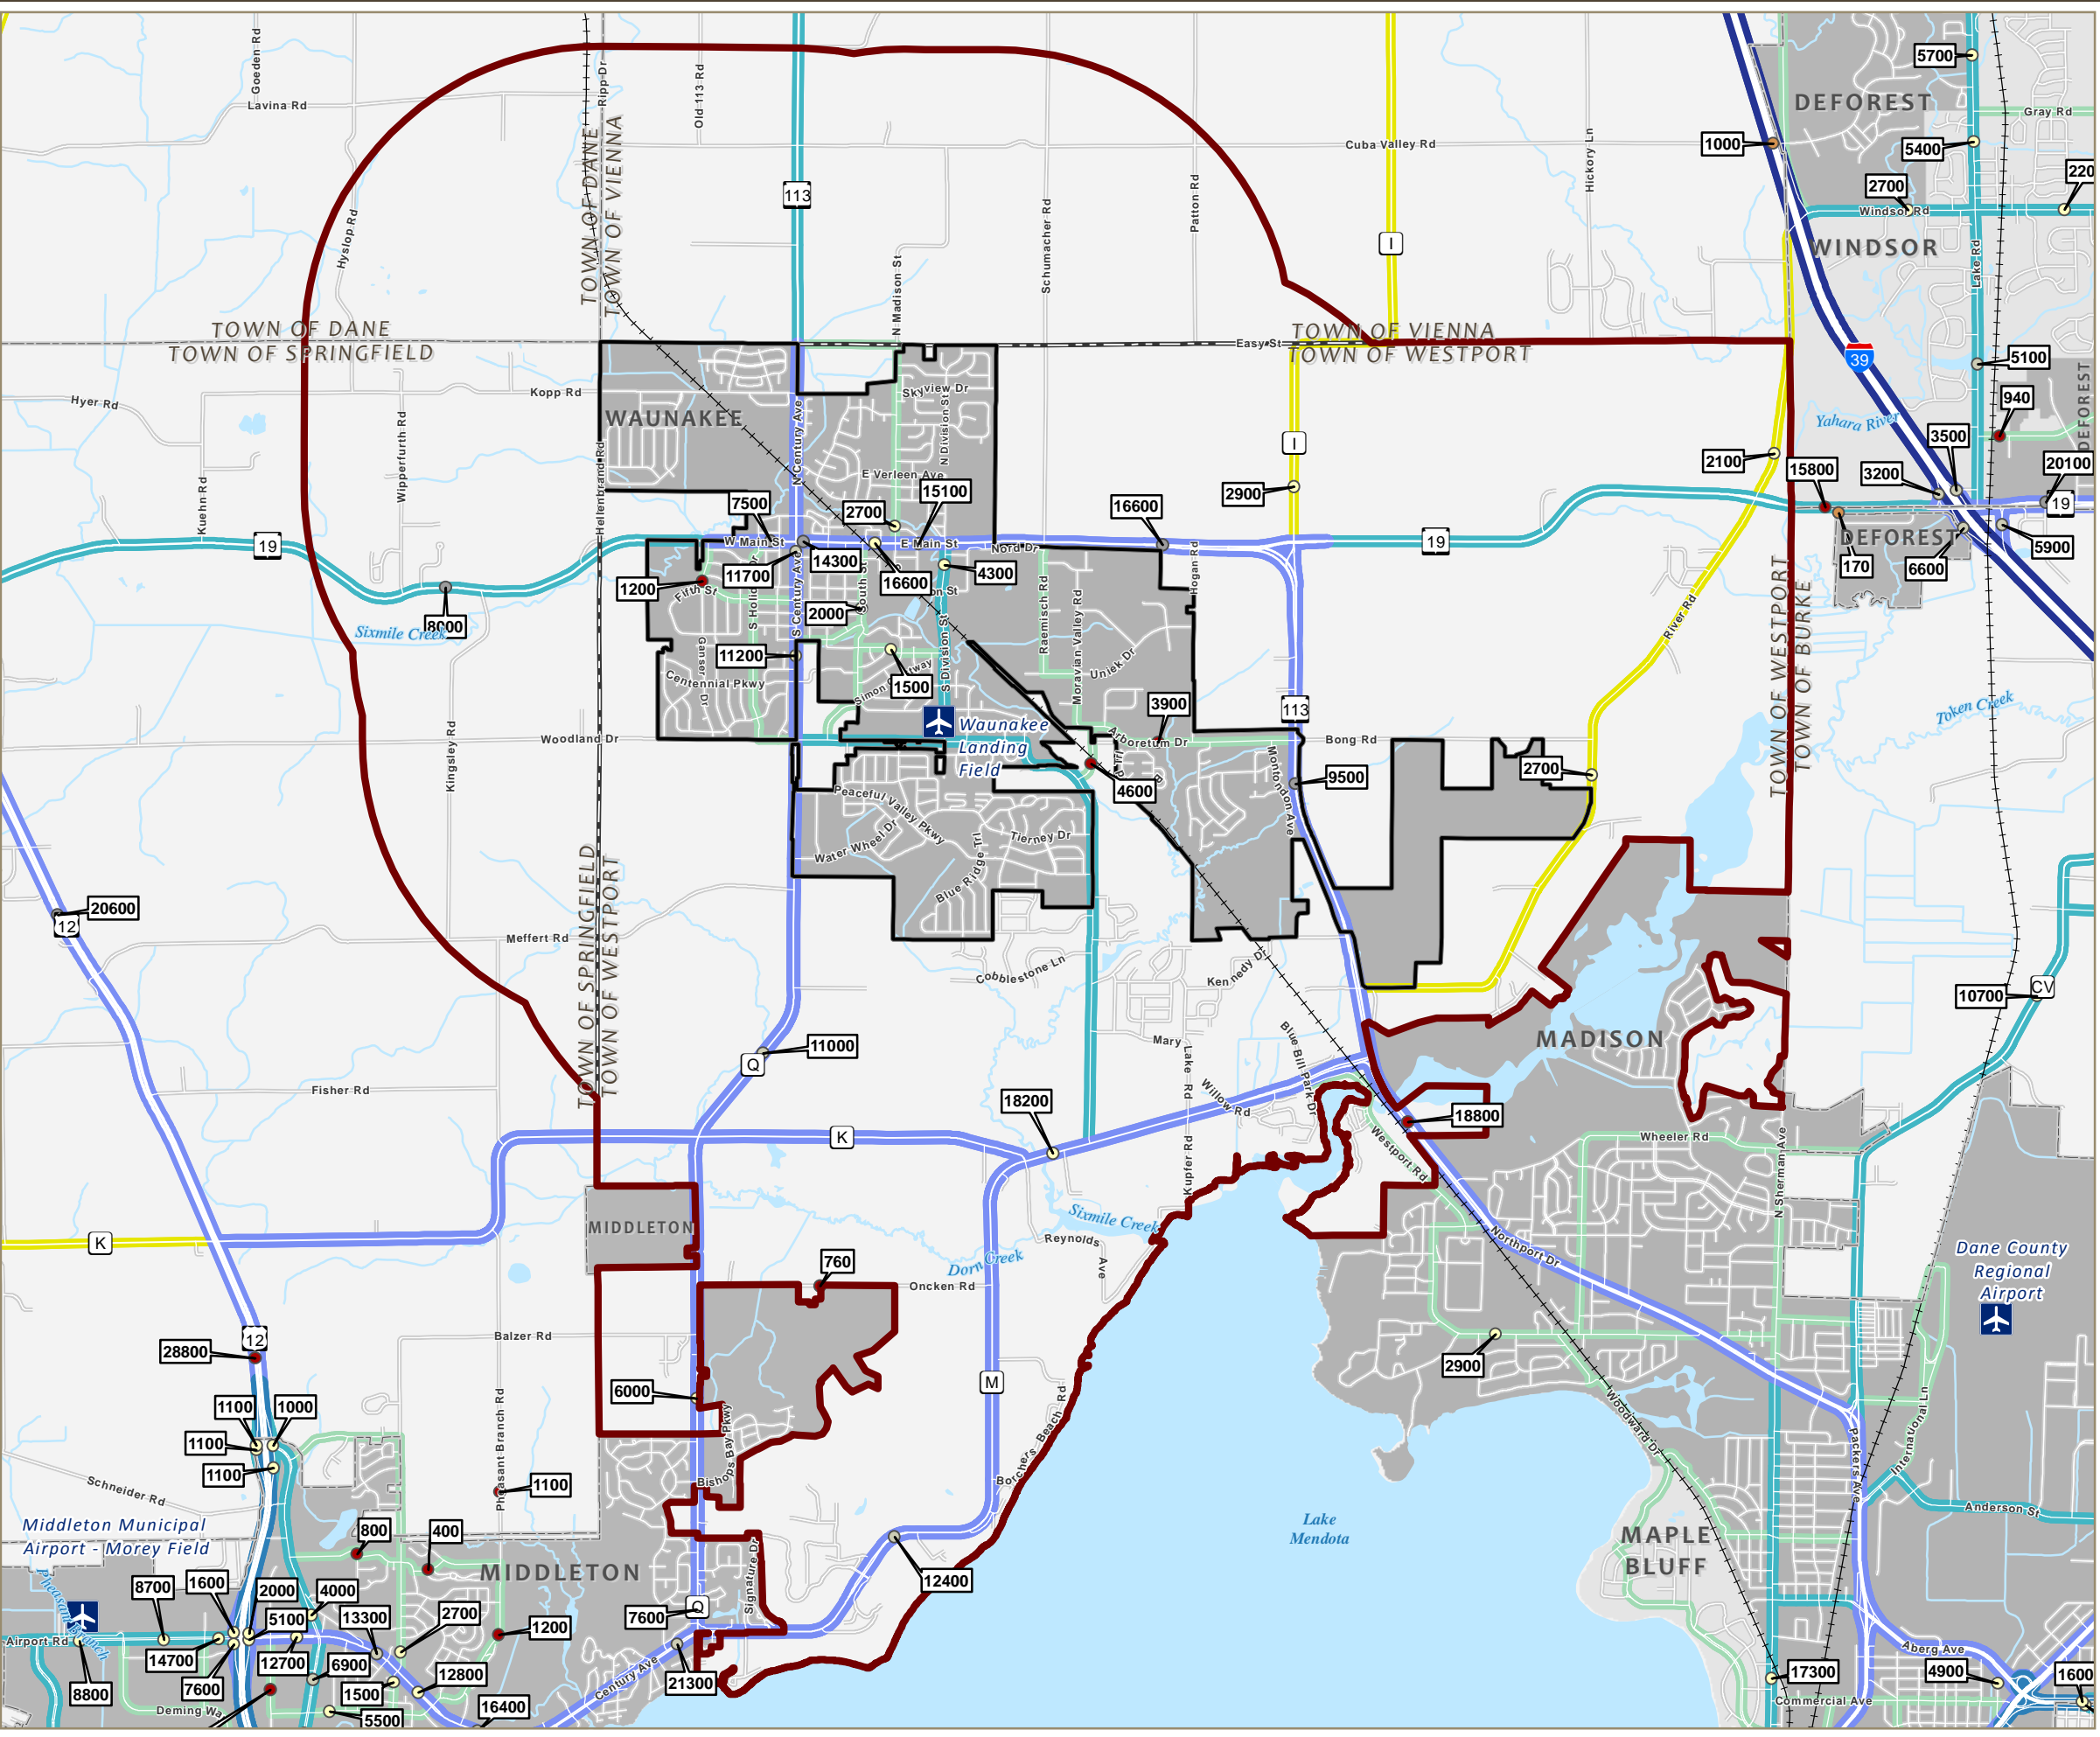 Goeden Rd
Lavina Rd
Ripp Dr
Old 113 Rd
TOWN OF DANE
TOWN OF VIENNA
113
Hyslop Rd
N Madison St
Schumacher Rd
Patton Rd
Cuba Valley Rd
I
Hickory Ln
1000
DEFOREST
5700
Gray Rd
5400
2700
220
Windsor Rd
WINDSOR
Lake Rd
TOWN OF DANE
TOWN OF SPRINGFIELD
Easy St
TOWN OF VIENNA
TOWN OF WESTPORT
39
5100
940
DEFOREST
Yahara River
3500
3200
20100
19
15800
2100
DEFOREST
170
6600
5900
Hyer Rd
Kopp Rd
Kuehn Rd
Wipperfurth Rd
Hellenbrand Rd
WAUNAKEE
N Century Ave
Skyview Dr
N Division St
E Verleen Ave
15100
7500
2700
W Main St
E Main St
Nord Dr
16600
I
2900
19
19
8000
Sixmile Creek
1200
Fifth St
11700
14300
16600
4300
2000
South St
on St
S Holi
S Century Ave
11200
Ganser Dr
Centennial Pkwy
1500
Simon
S Division St
Raemisch Rd
Moravian Valley Rd
Uniek Dr
Hogan Rd
River Rd
TOWN OF WESTPORT
TOWN OF BURKE
Token Creek
Kingsley Rd
Woodland Dr
Waunakee
Landing
Field
3900
Arboretum Dr
113
Bong Rd
4600
9500
Montondon Ave
2700
Peaceful Valley Pkwy
Water Wheel Dr
Blue Ridge Trl
Tierney Dr
20600
12
TOWN OF SPRINGFIELD
TOWN OF WESTPORT
Meffert Rd
Cobblestone Ln
Kennedy Dr
CV
10700
MADISON
Q
11000
Mary
Lake Rd
Blue Bill Park Dr
Fisher Rd
18200
Willow Rd
18800
K
Westport Rd
Wheeler Rd
N Sherman Ave
Kupfer Rd
MIDDLETON
K
Sixmile Creek
Reynolds
Ave
Dorn Creek
Northport Dr
Dane County
Regional
Airport
760
Oncken Rd
12
28800
Balzer Rd
6000
M
2900
1100
1000
1100
1100
Pheasant Branch Rd
Bishops Bay Pkwy
Borchers Beach Rd
Woodward Dr
Packers Ave
International Ln
Schneider Rd
1100
Anderson St
Middleton Municipal
Airport - Morey Field
800
400
MIDDLETON
Signature Dr
Lake
Mendota
MAPLE
BLUFF
12400
Pheasant Branch
8700
1600
2000
4000
5100
13300
2700
1200
7600
Q
Airport Rd
14700
12700
6900
12800
7600
8800
1500
Century Ave
21300
Deming Wa
5500
16400
17300
Aberg Ave
4900
1600
Commercial Ave